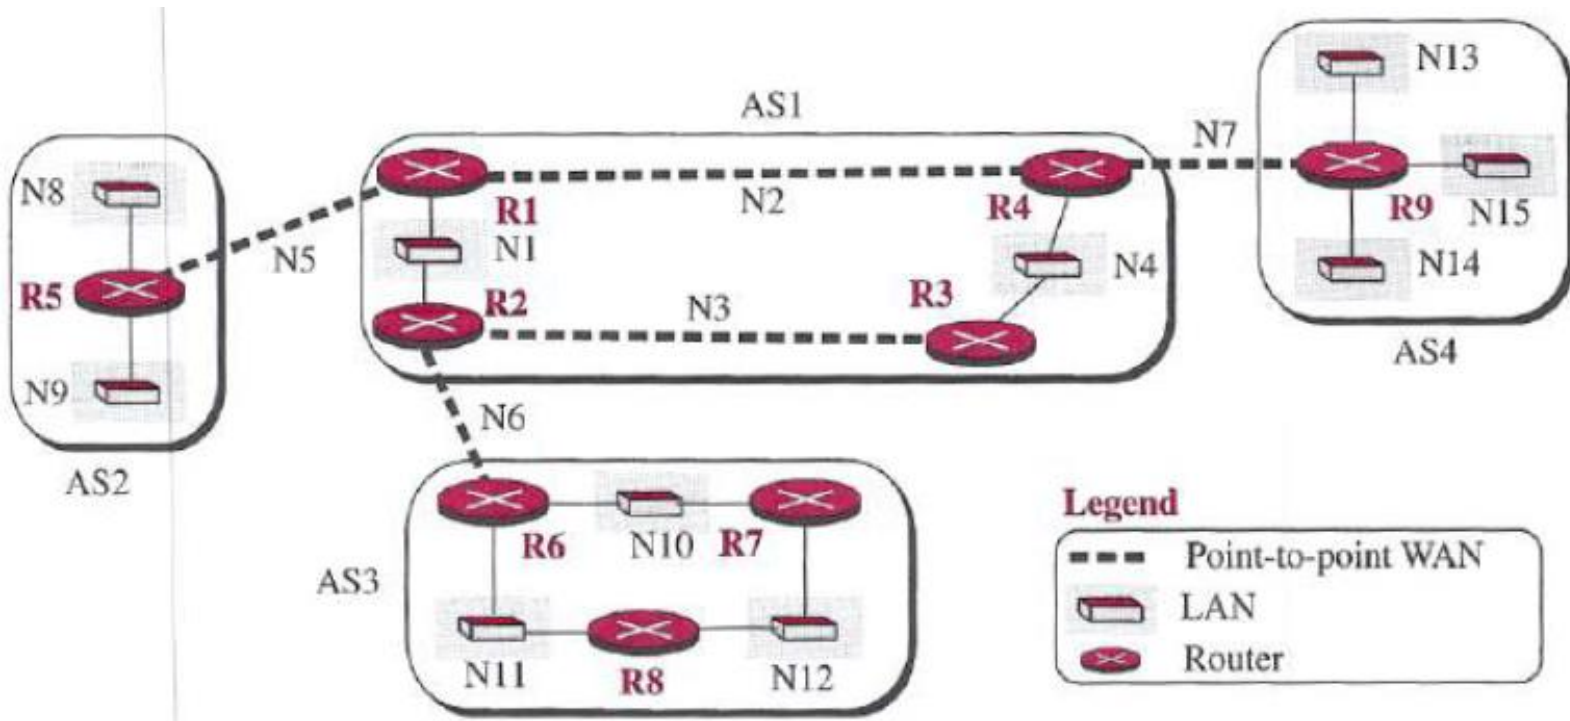 N13
AS1
N7
N8
R1
N2
R4
R9
N15
N5
N1
N4
N14
R5
R2
N3
R3
AS4
N9
N6
AS2
Legend
R6
N10
R7
Point-to-point WAN
AS3
LAN
N11
R8
N12
Router